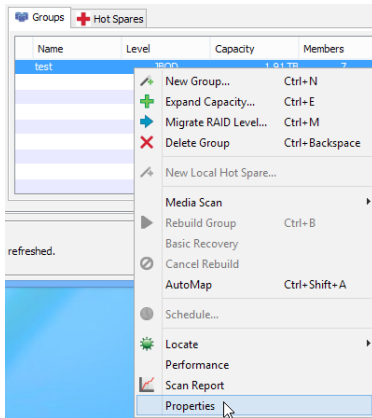 Groups Hot Spares
Name Level Capacity Members
test JBOD 1.91 TB 7
New Group... Ctrl+N
Expand Capacity... Ctrl+E
Migrate RAID Level... Ctrl+M
Delete Group Ctrl+Backspace
New Local Hot Spare...
Media Scan
Rebuild Group Ctrl+B
Basic Recovery
refreshed.
Cancel Rebuild
AutoMap Ctrl+Shift+A
Schedule...
Locate
Performance
Scan Report
Properties